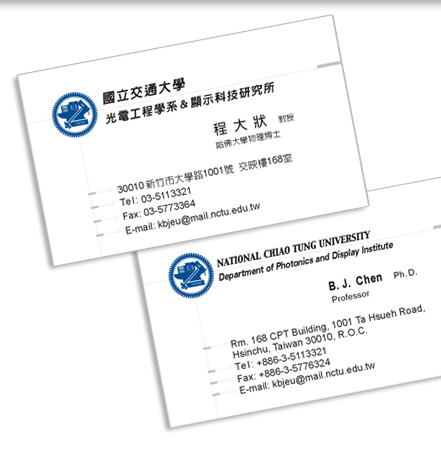 國立交通大學
光電工程學系&顯示科技研究所
程大狀 教授
哈佛大學物理博士
30010 新竹市大學路1001號 交映樓168室
Tel: 03-5113321
Fax: 03-5773364
E-mail: kbjeu@mail.nctu.edu.tw
NATIONAL CHIAO TUNG UNIVERSITY
Department of Photonics and Display Institute
B. J. Chen Ph.D.
Professor
Rm. 168 CPT Building, 1001 Ta Hsueh Road,
Hsinchu, Taiwan 30010, R.O.C.
Tel: +886-3-5113321
Fax: +886-3-5776324
E-mail: kbjeu@mail.nctu.edu.tw